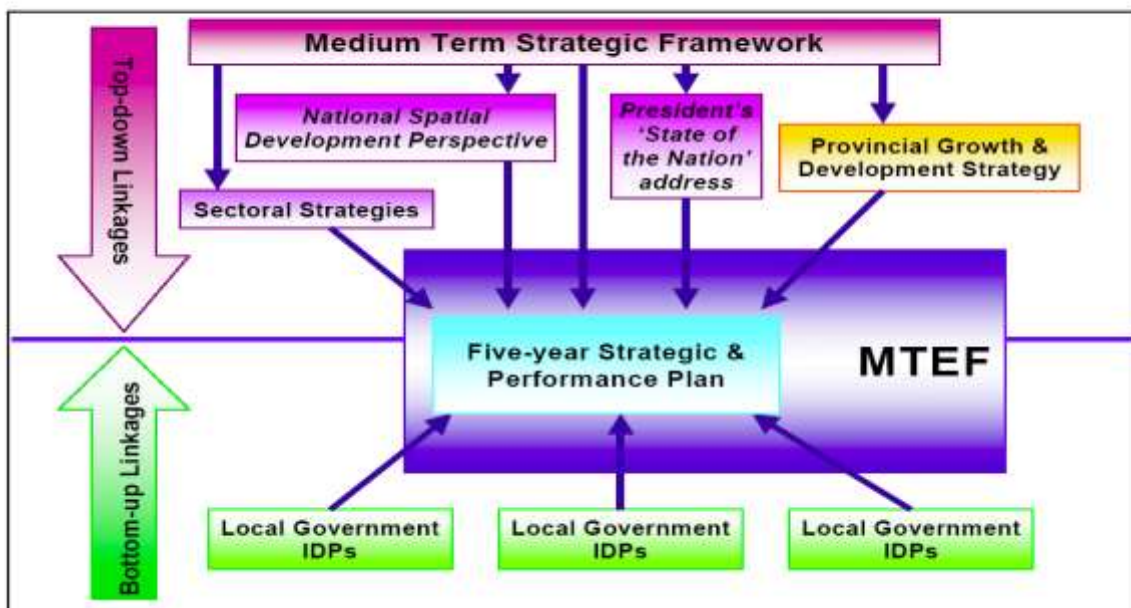 Medium Term Strategic Framework
Top-down Linkages
National Spatial
Development Perspective
President's
'State of
the Nation'
address
Provincial Growth &
Development Strategy
Sectoral Strategies
Five-year Strategic &
Performance Plan
MTEF
Bottom-up Linkages
Local Government
IDPs
Local Government
IDPs
Local Government
IDPs